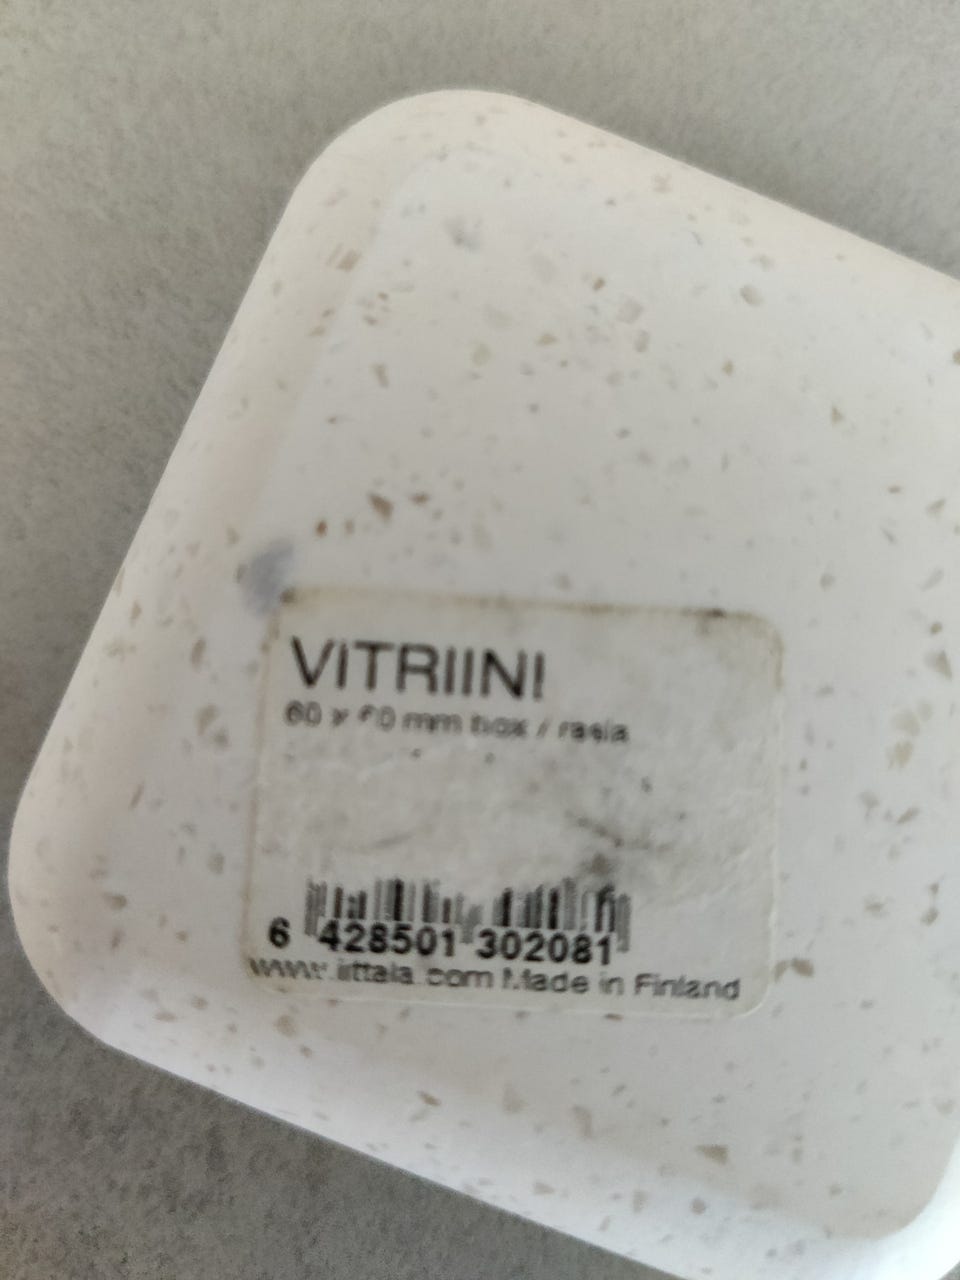 VITRIINI
60 x 60 mm box / rasia
6 428501 302081
www.iittala.com Made in Finland